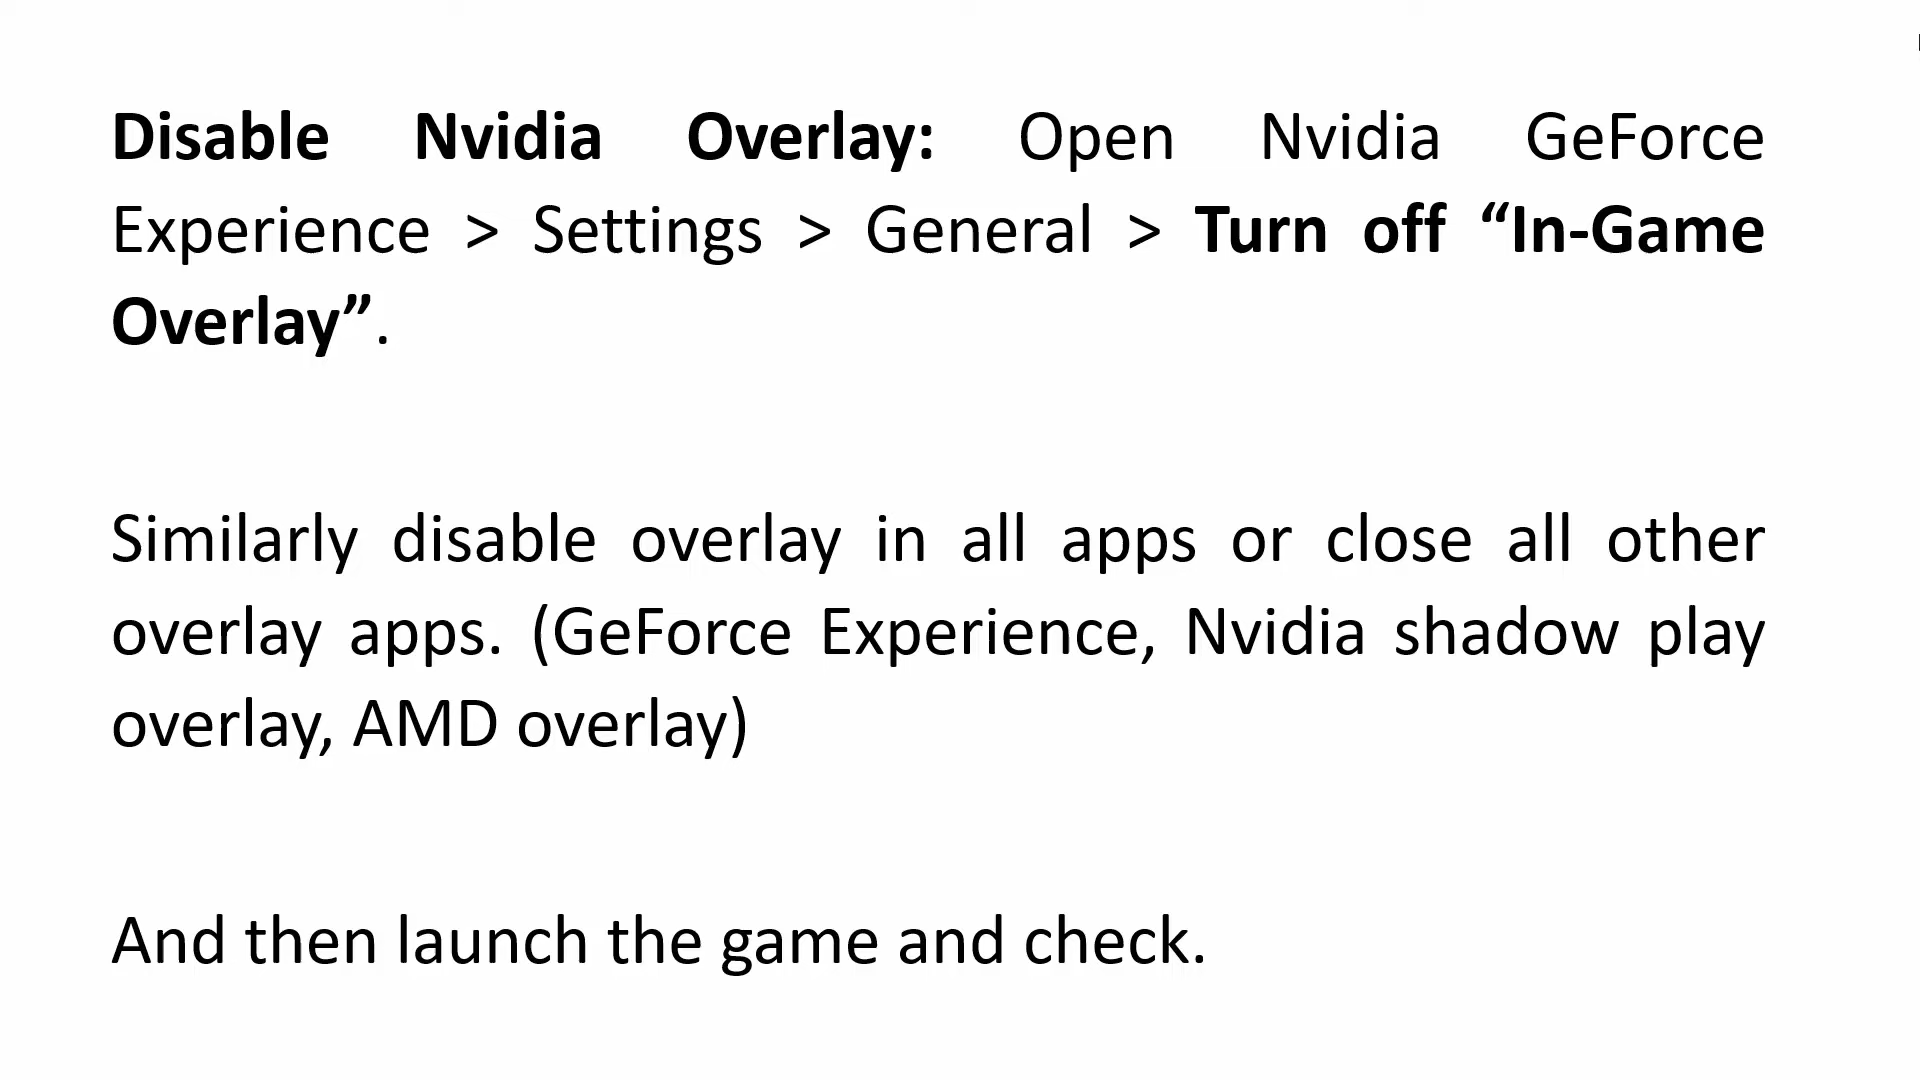 Disable Nvidia Overlay: Open Nvidia GeForce
Experience > Settings > General > Turn off “In-Game
Overlay”.
Similarly disable overlay in all apps or close all other
overlay apps. (GeForce Experience, Nvidia shadow play
overlay, AMD overlay)
And then launch the game and check.